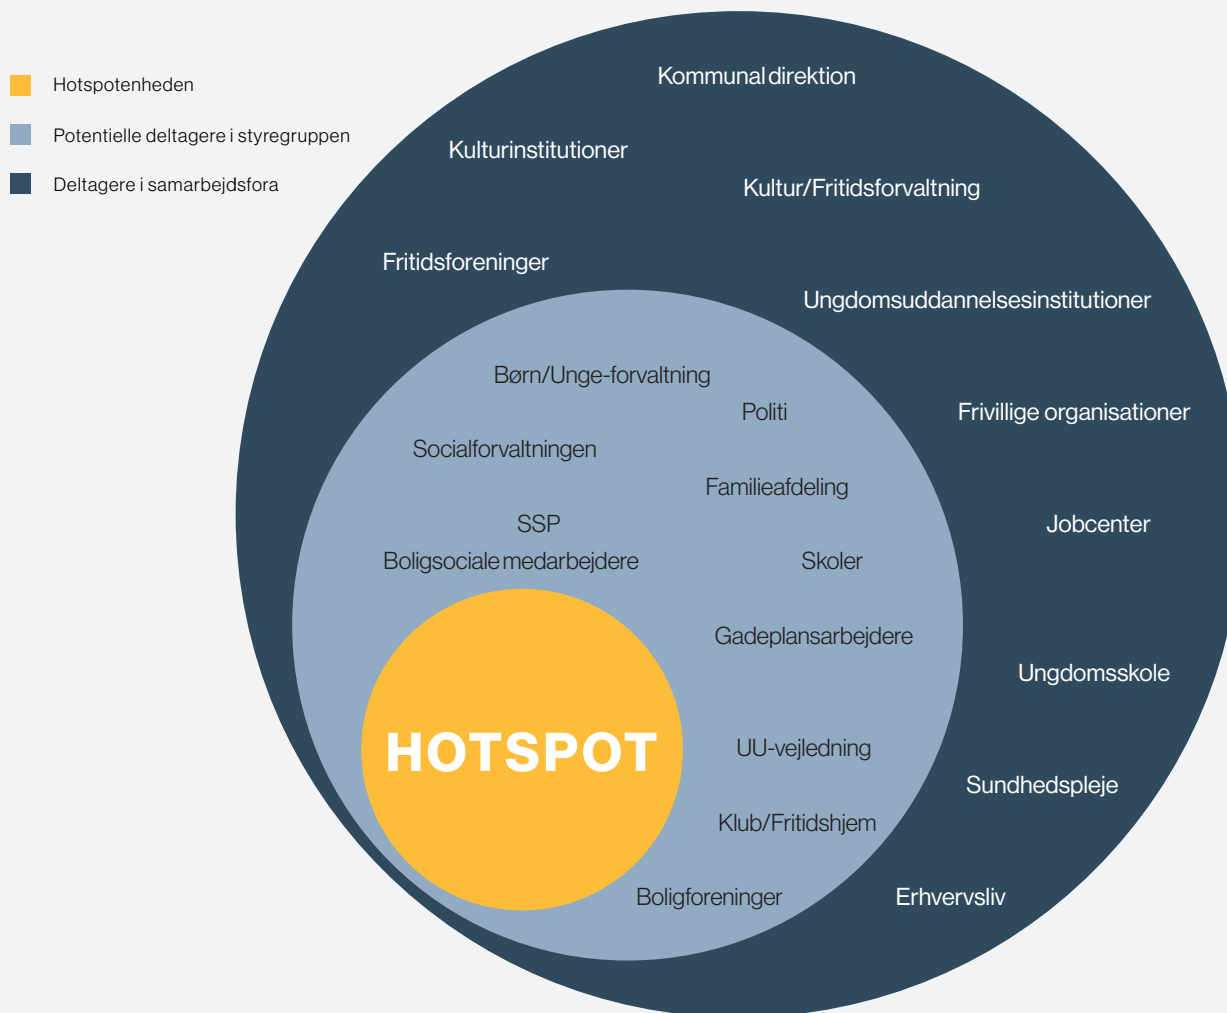 Hotspotenheden
Potentielle deltagere i styregruppen
Deltagere i samarbejdsfora
Kommunal direktion
Kulturinstitutioner
Kultur/Fritidsforvaltning
Fritidsforeninger
Ungdomsuddannelsesinstitutioner
Børn/Unge-forvaltning
Politi
Frivillige organisationer
Socialforvaltningen
Familieafdeling
SSP
Jobcenter
Boligsociale medarbejdere
Skoler
Gadeplansarbejdere
Ungdomsskole
HOTSPOT
UU-vejledning
Sundhedspleje
Klub/Fritidshjem
Boligforeninger
Erhvervsliv